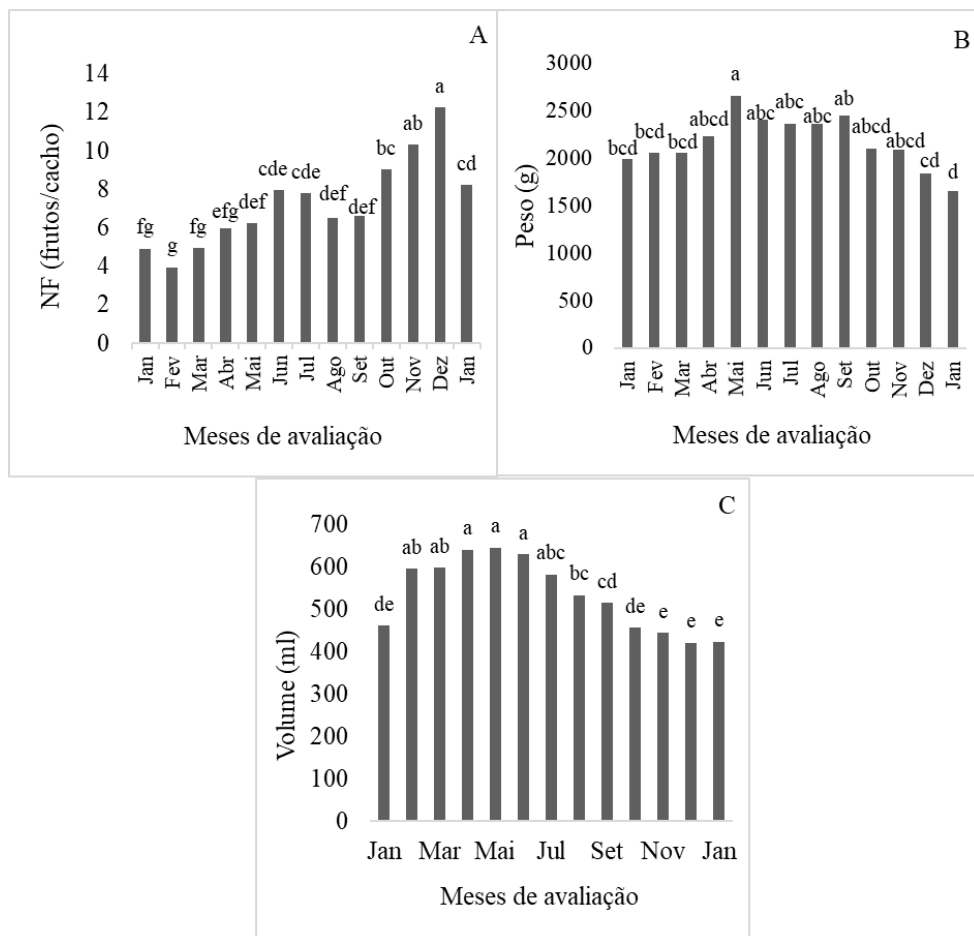 A
NF (frutos/cacho)
14
12
10
8
6
4
2
0
fg
g
fg
efg
def
cde
cde
def
def
bc
ab
a
cd
Jan
Fev
Mar
Abr
Mai
Jun
Jul
Ago
Set
Out
Nov
Dez
Jan
Meses de avaliação
B
Peso (g)
3000
2500
2000
1500
1000
500
0
bcd
bcd
bcd
abcd
a
abc
abc
abc
ab
abcd
abcd
cd
d
Jan
Fev
Mar
Abr
Mai
Jun
Jul
Ago
Set
Out
Nov
Dez
Jan
Meses de avaliação
C
Volume (ml)
700
600
500
400
300
200
100
0
de
ab
ab
a
a
a
abc
bc
cd
de
e
e
e
Jan Mar Mai Jul Set Nov Jan
Meses de avaliação